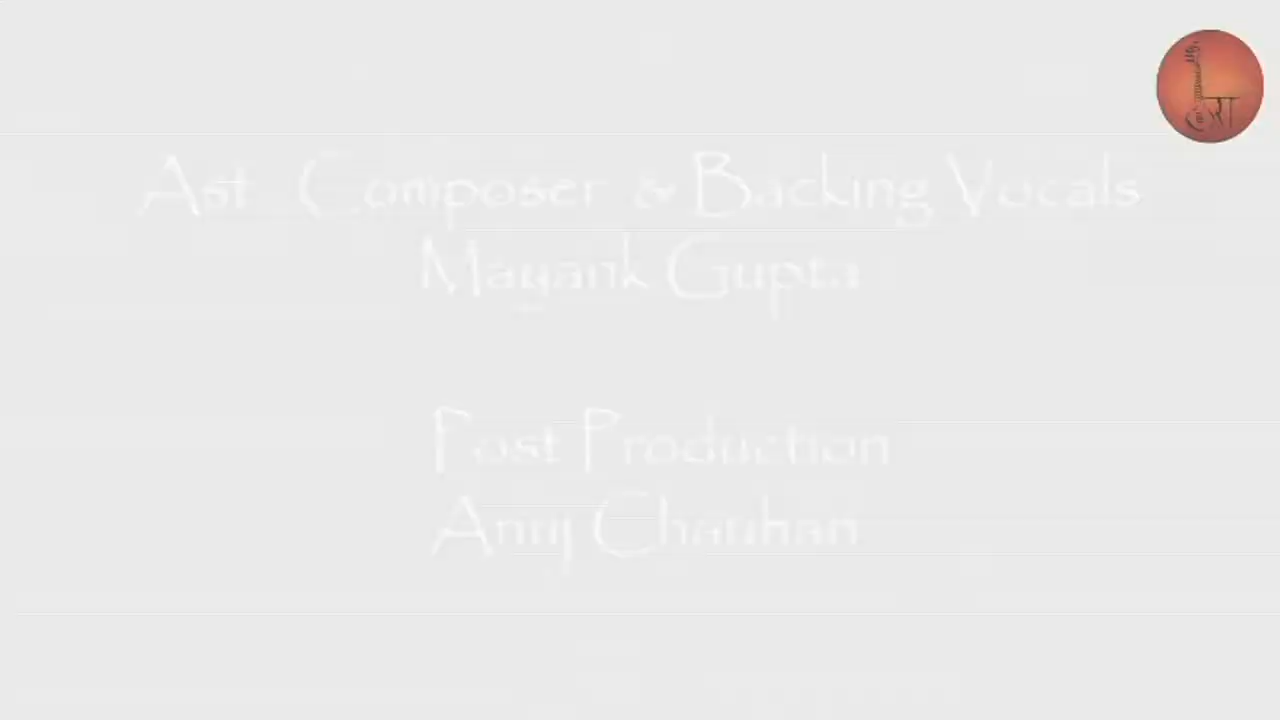 Ast Composer & Backing Vocals
Mayank Gupta
Post Production
Anuj Chauhan